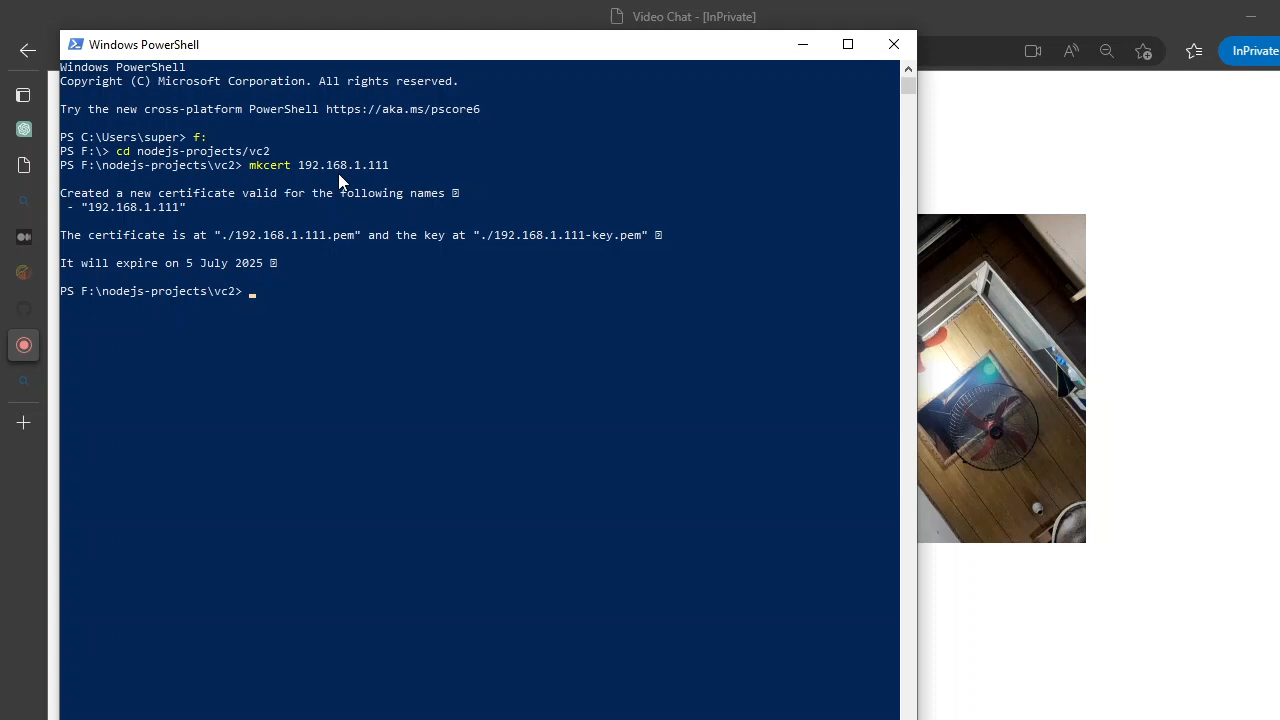 Video Chat - [InPrivate]
Windows PowerShell
InPrivate
Windows PowerShell
Copyright (C) Microsoft Corporation. All rights reserved.
Try the new cross-platform PowerShell https://aka.ms/pscore6
PS C:\Users\super> f:
PS F:\> cd nodejs-projects/vc2
PS F:\nodejs-projects\vc2> mkcert 192.168.1.111
Created a new certificate valid for the following names
- "192.168.1.111"
The certificate is at "./192.168.1.111.pem" and the key at "./192.168.1.111-key.pem"
It will expire on 5 July 2025
PS F:\nodejs-projects\vc2>